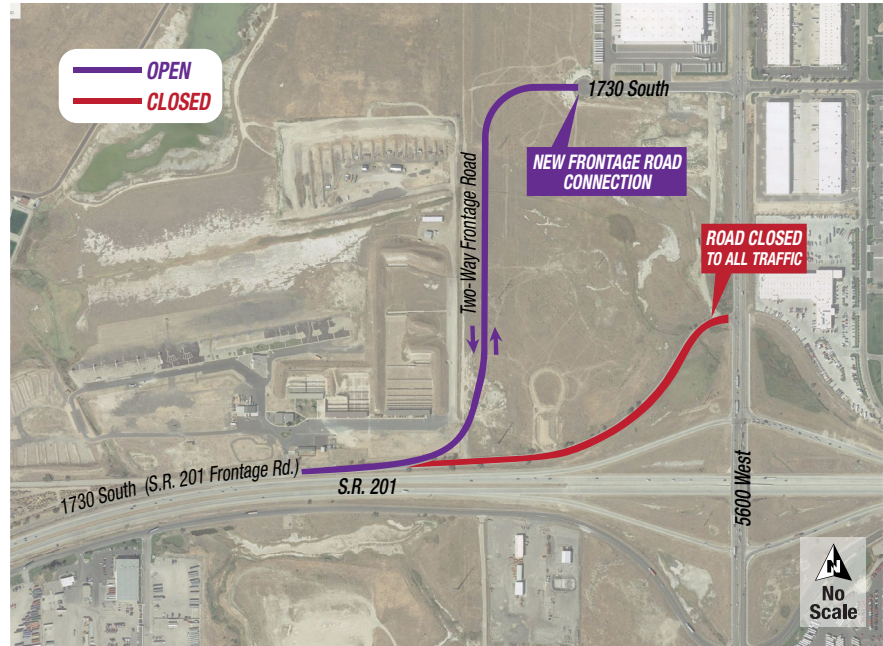 OPEN
CLOSED
1730 South
NEW FRONTAGE ROAD
CONNECTION
Two-Way Frontage Road
ROAD CLOSED
TO ALL TRAFFIC
1730 South (S.R. 201 Frontage Rd.)
S.R. 201
5600 West
N
No
Scale